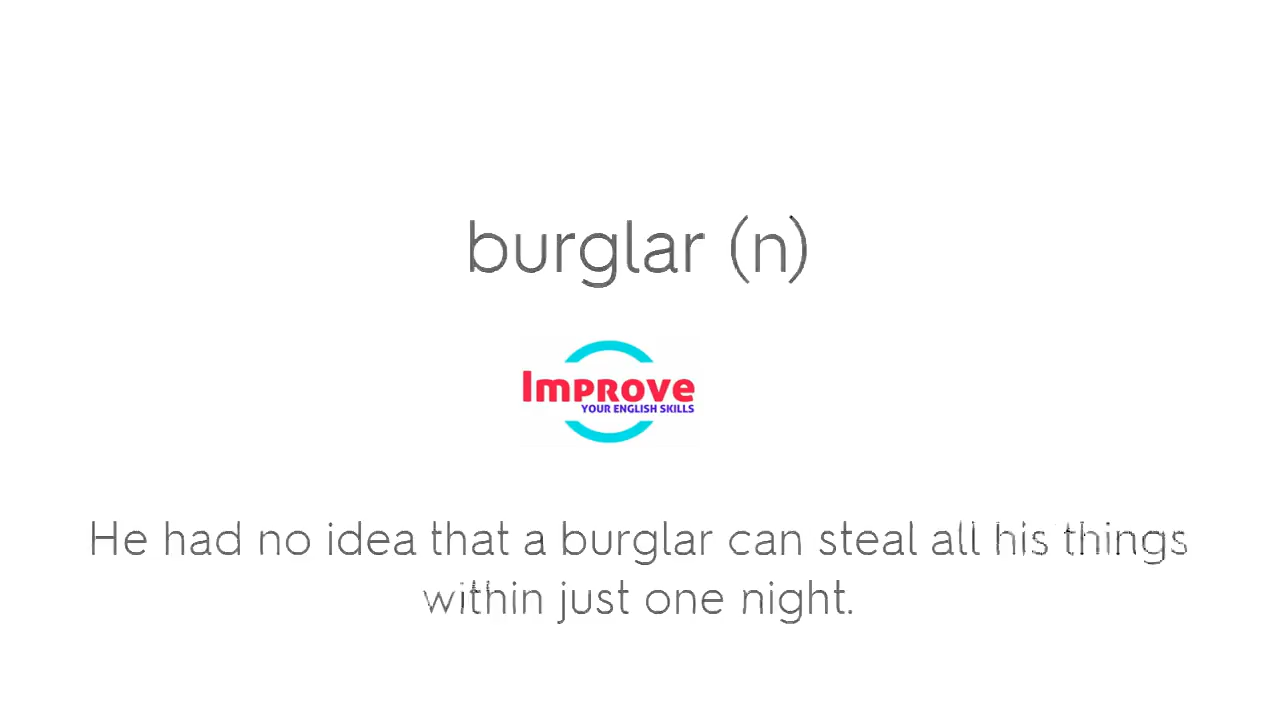 burglar (n)
Improve
YOUR ENGLISH SKILLS
He had no idea that a burglar can steal all his things
within just one night.